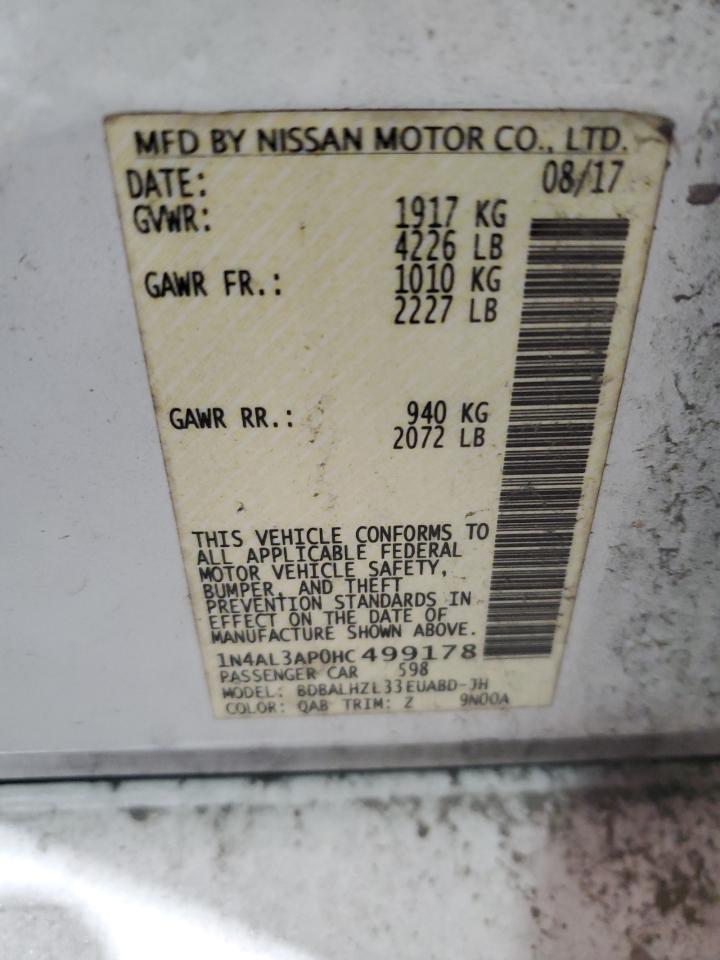 MFD BY NISSAN MOTOR CO., LTD.
DATE: 08/17
GVWR: 1917 KG
4226 LB
GAWR FR.: 1010 KG
2227 LB
GAWR RR.: 940 KG
2072 LB
THIS VEHICLE CONFORMS TO
ALL APPLICABLE FEDERAL
MOTOR VEHICLE SAFETY,
BUMPER, AND THEFT
PREVENTION STANDARDS IN
EFFECT ON THE DATE OF
MANUFACTURE SHOWN ABOVE.
1N4AL3AP0HC499178
PASSENGER CAR 598
MODEL: BDBALHZL33EUABD-JH
COLOR: QAB TRIM: Z 9N00A